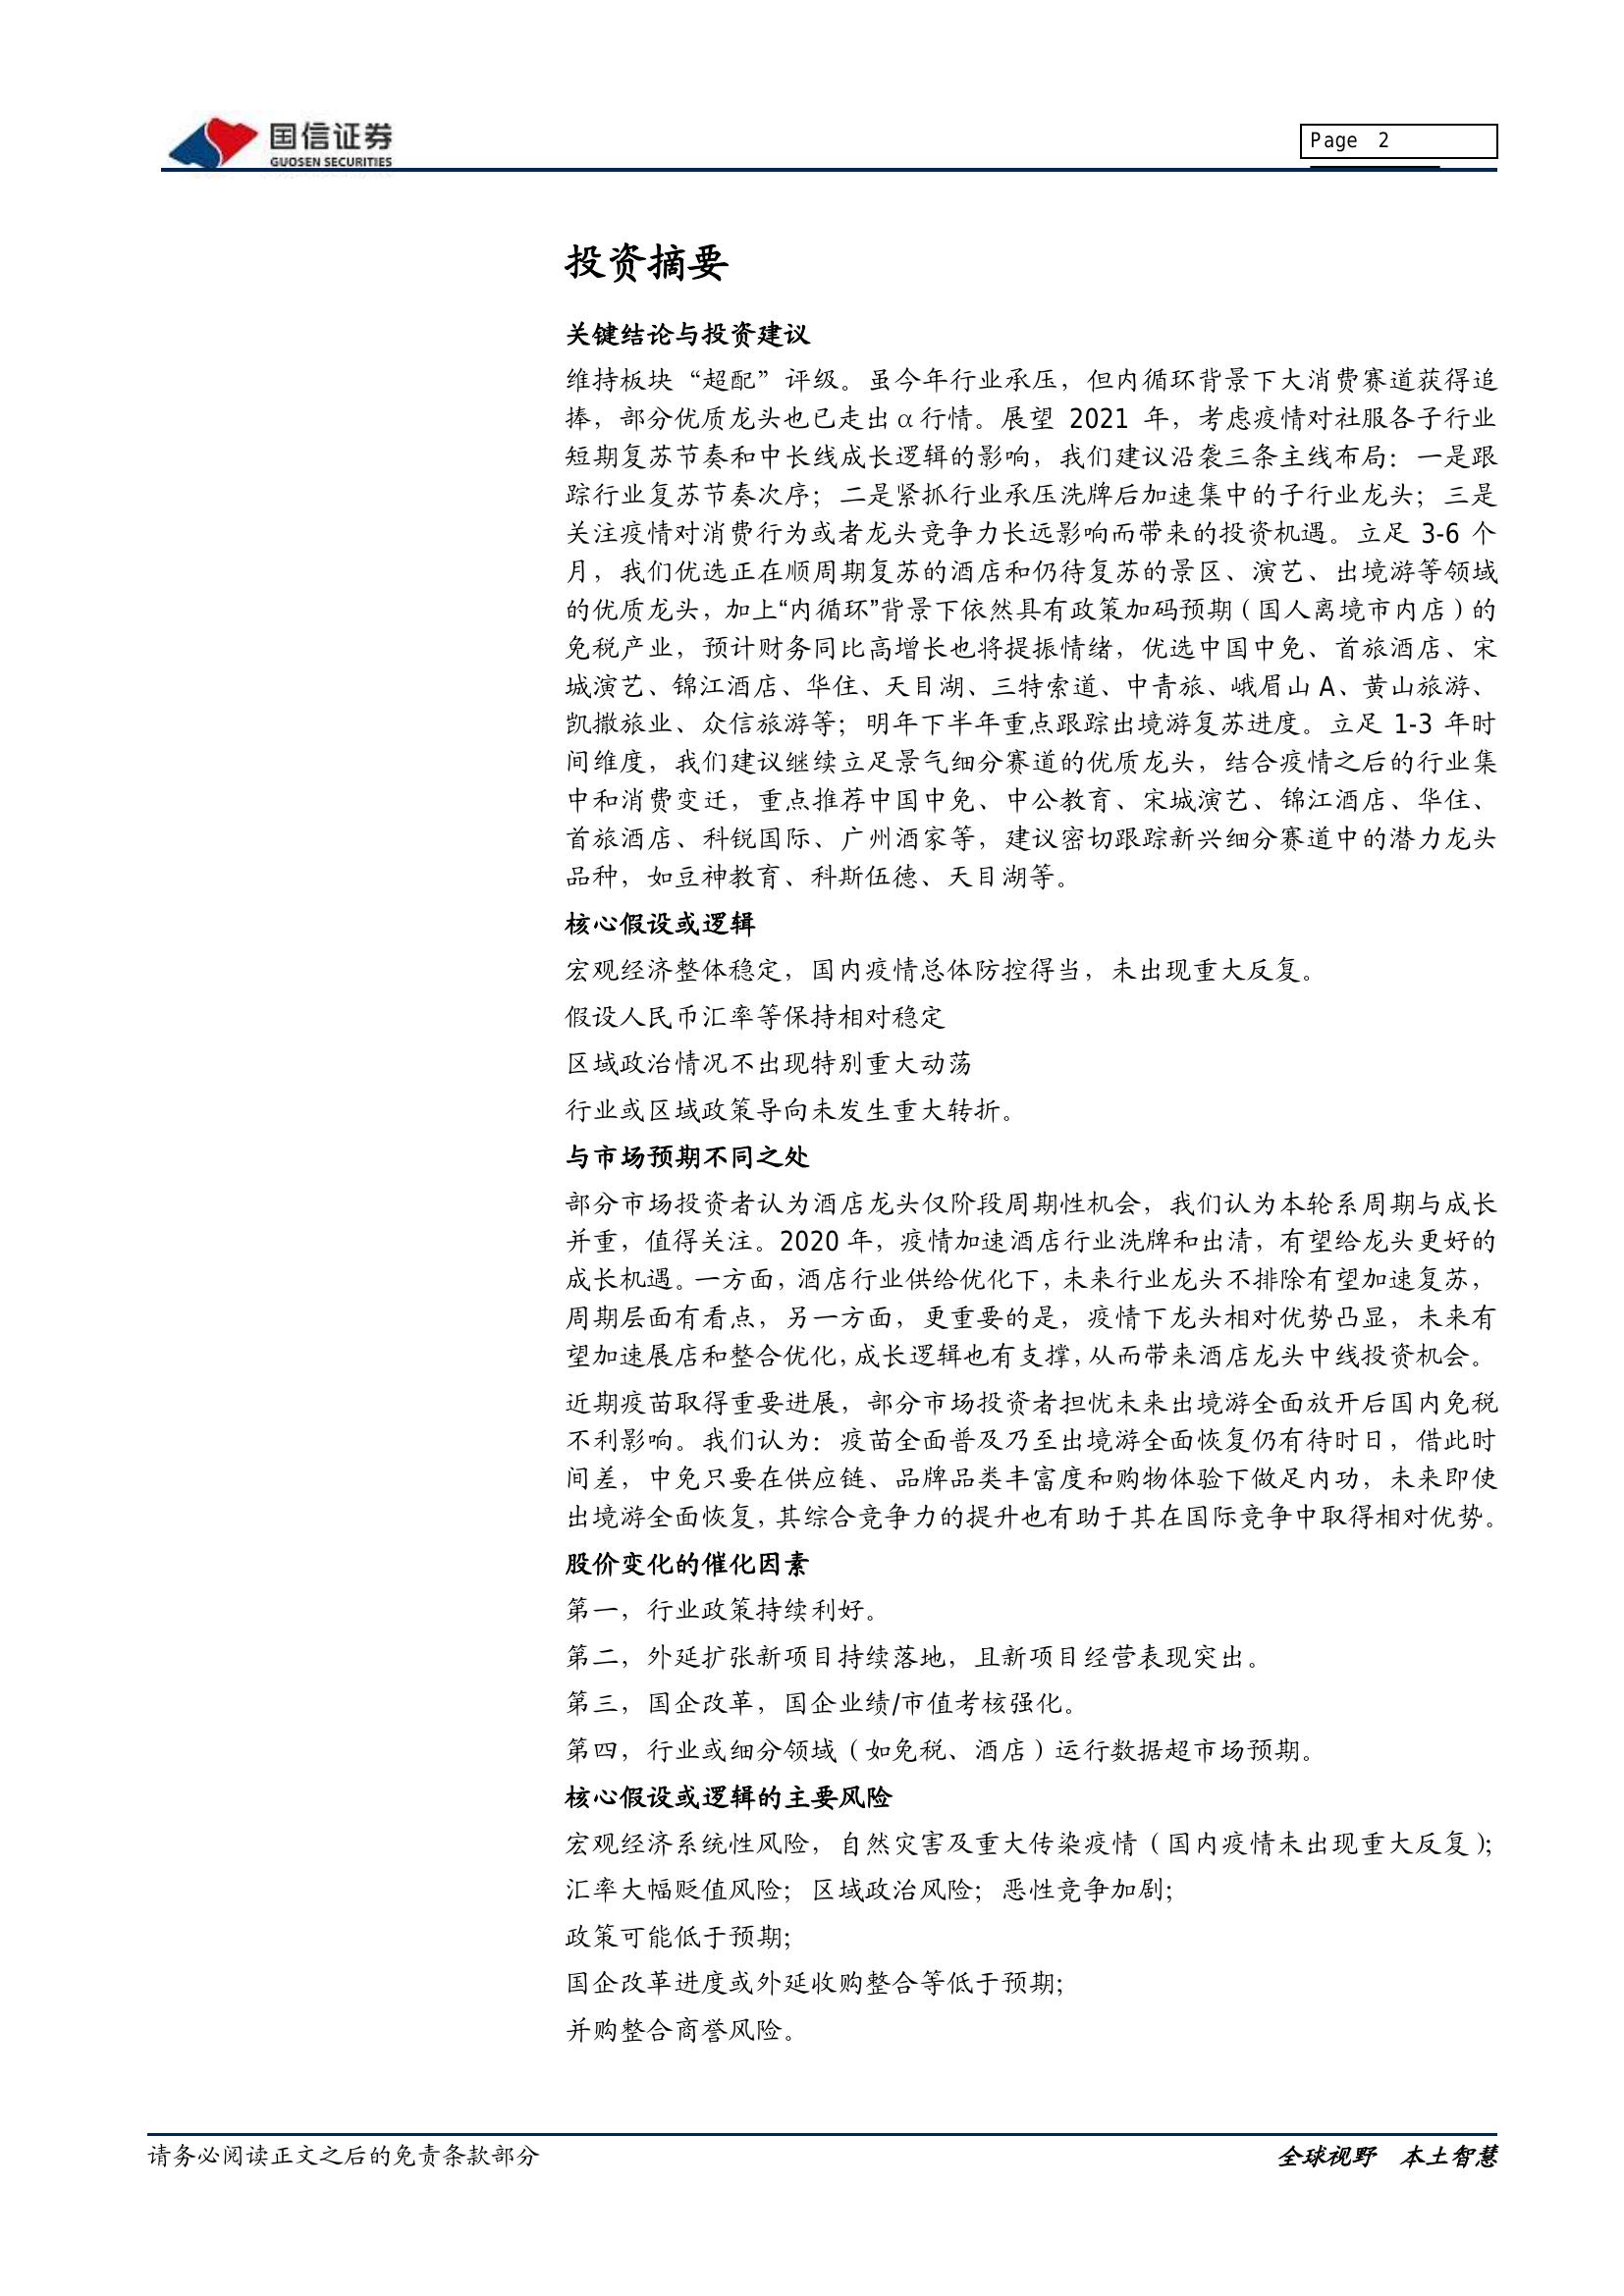 国信证券
GUOSEN SECURITIES
Page 2
投资摘要
关键结论与投资建议
维持板块“超配”评级。虽今年行业承压，但内循环背景下大消费赛道获得追
捧，部分优质龙头也已走出α行情。展望 2021 年，考虑疫情对社服各子行业
短期复苏节奏和中长线成长逻辑的影响，我们建议沿袭三条主线布局：一是跟
踪行业复苏节奏次序；二是紧抓行业承压洗牌后加速集中的子行业龙头；三是
关注疫情对消费行为或者龙头竞争力长远影响而带来的投资机遇。立足 3-6 个
月，我们优选正在顺周期复苏的酒店和仍待复苏的景区、演艺、出境游等领域
的优质龙头，加上“内循环”背景下依然具有政策加码预期（国人离境市内店）的
免税产业，预计财务同比高增长也将提振情绪，优选中国中免、首旅酒店、宋
城演艺、锦江酒店、华住、天目湖、三特索道、中青旅、峨眉山 A、黄山旅游、
凯撒旅业、众信旅游等；明年下半年重点跟踪出境游复苏进度。立足 1-3 年时
间维度，我们建议继续立足景气细分赛道的优质龙头，结合疫情之后的行业集
中和消费变迁，重点推荐中国中免、中公教育、宋城演艺、锦江酒店、华住、
首旅酒店、科锐国际、广州酒家等，建议密切跟踪新兴细分赛道中的潜力龙头
品种，如豆神教育、科斯伍德、天目湖等。
核心假设或逻辑
宏观经济整体稳定，国内疫情总体防控得当，未出现重大反复。
假设人民币汇率等保持相对稳定
区域政治情况不出现特别重大动荡
行业或区域政策导向未发生重大转折。
与市场预期不同之处
部分市场投资者认为酒店龙头仅阶段周期性机会，我们认为本轮系周期与成长
并重，值得关注。2020 年，疫情加速酒店行业洗牌和出清，有望给龙头更好的
成长机遇。一方面，酒店行业供给优化下，未来行业龙头不排除有望加速复苏，
周期层面有看点，另一方面，更重要的是，疫情下龙头相对优势凸显，未来有
望加速展店和整合优化，成长逻辑也有支撑，从而带来酒店龙头中线投资机会。
近期疫苗取得重要进展，部分市场投资者担忧未来出境游全面放开后国内免税
不利影响。我们认为：疫苗全面普及乃至出境游全面恢复仍有待时日，借此时
间差，中免只要在供应链、品牌品类丰富度和购物体验下做足内功，未来即使
出境游全面恢复，其综合竞争力的提升也有助于其在国际竞争中取得相对优势。
股价变化的催化因素
第一，行业政策持续利好。
第二，外延扩张新项目持续落地，且新项目经营表现突出。
第三，国企改革，国企业绩/市值考核强化。
第四，行业或细分领域（如免税、酒店）运行数据超市场预期。
核心假设或逻辑的主要风险
宏观经济系统性风险，自然灾害及重大传染疫情（国内疫情未出现重大反复）；
汇率大幅贬值风险；区域政治风险；恶性竞争加剧；
政策可能低于预期；
国企改革进度或外延收购整合等低于预期；
并购整合商誉风险。
请务必阅读正文之后的免责条款部分
全球视野 本土智慧